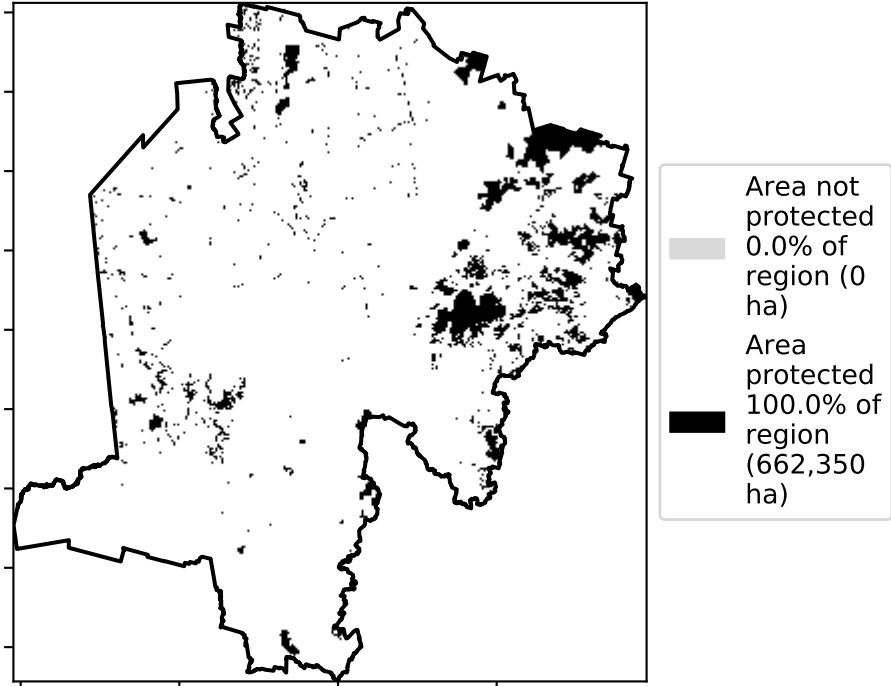 Area not
protected
0.0% of
region (0
ha)
Area
protected
100.0% of
region
(662,350
ha)